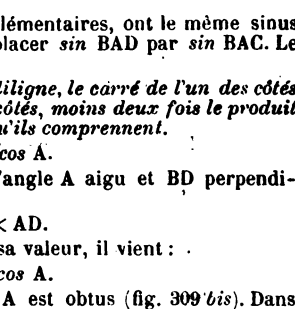 lémentaires, ont le même sinus
placer sin BAD par sin BAC. Le
iligne, le carré de l'un des côtés
côtés, moins deux fois le produit
qu'ils comprennent.
cos A.
l'angle A aigu et BD perpendi-
< AD.
sa valeur, il vient :
cos A.
A est obtus (fig. 309 bis). Dans